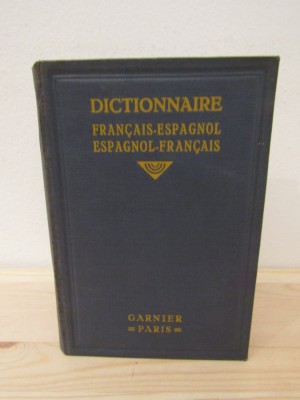 DICTIONNAIRE
FRANÇAIS-ESPAGNOL
ESPAGNOL-FRANÇAIS
GARNIER
= PARIS =